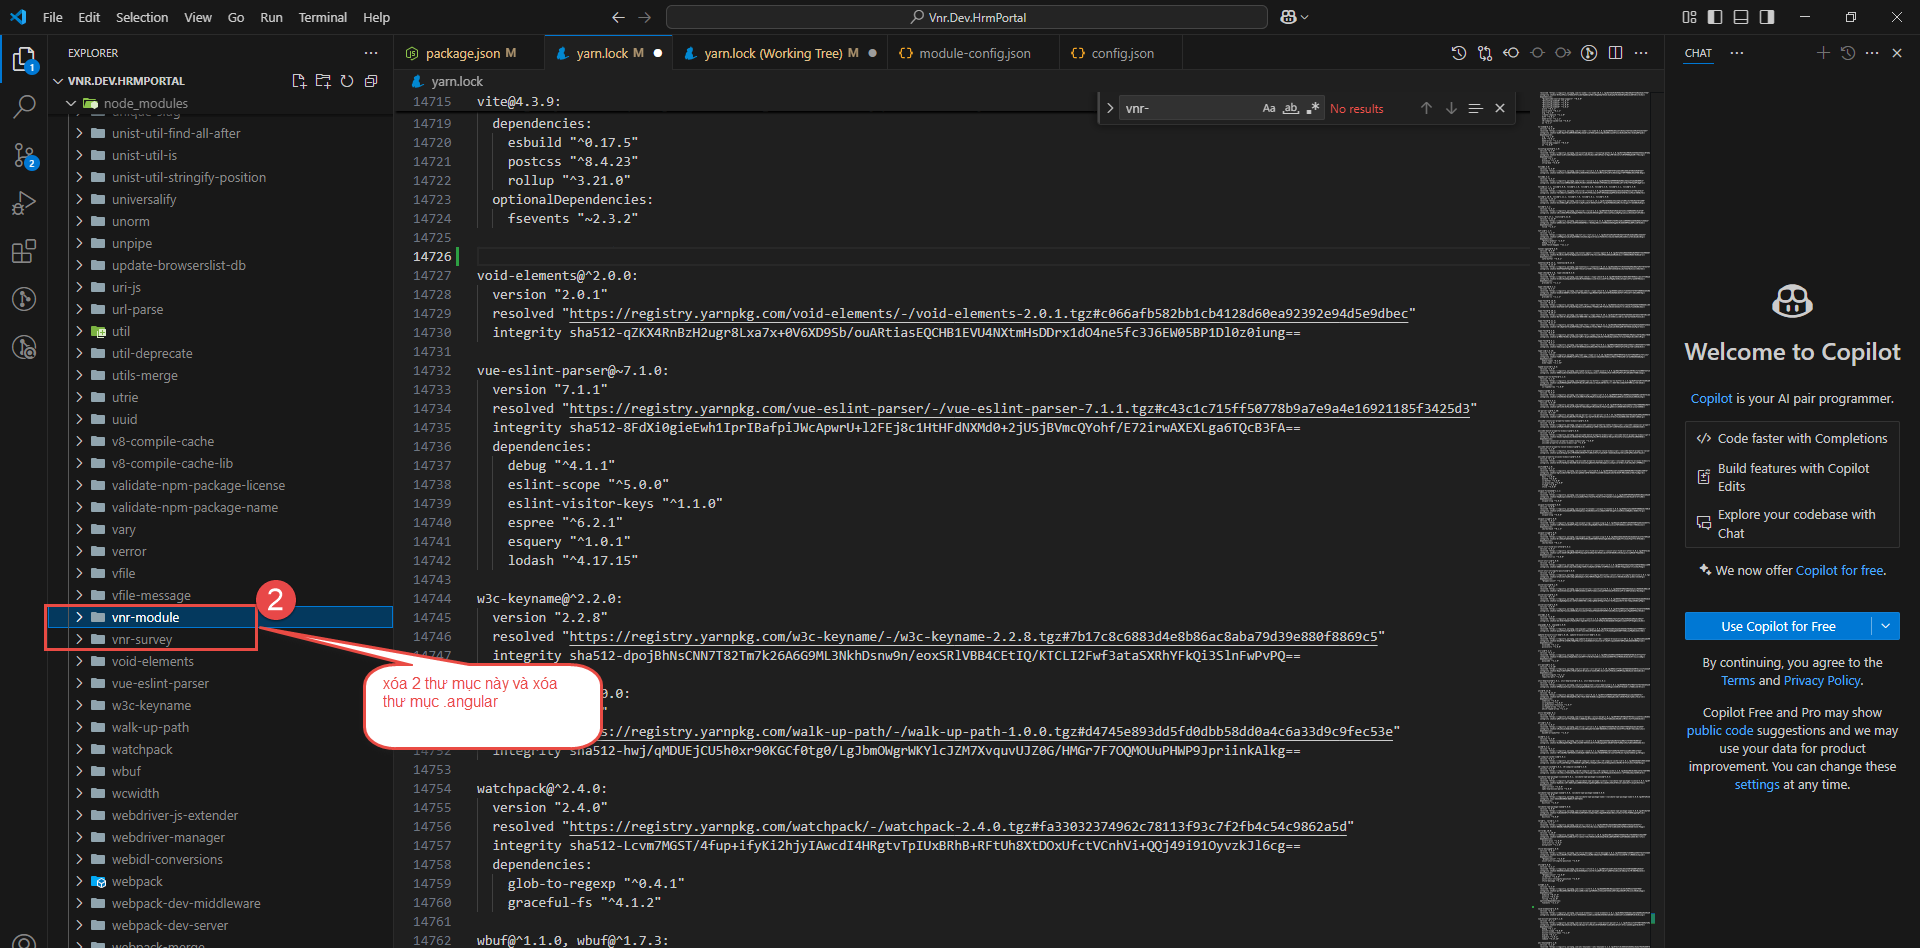 File Edit Selection View Go Run Terminal Help
Vnr.Dev.HrmPortal
EXPLORER
VNR.DEV.HRMPORTAL
node_modules
unist-util-find-all-after
unist-util-is
unist-util-stringify-position
universalify
unorm
unpipe
update-browserslist-db
uri-js
url-parse
util
util-deprecate
utils-merge
utrie
uuid
v8-compile-cache
v8-compile-cache-lib
validate-npm-package-license
validate-npm-package-name
vary
verror
vfile
vfile-message
vnr-module
vnr-survey
void-elements
vue-eslint-parser
w3c-keyname
walk-up-path
watchpack
wbuf
wcwidth
webdriver-js-extender
webdriver-manager
webidl-conversions
webpack
webpack-dev-middleware
webpack-dev-server
webpack-merge
1
2
2
xóa 2 thư mục này và xóa
thư mục .angular
package.json M
yarn.lock M
yarn.lock (Working Tree) M
module-config.json
config.json
yarn.lock
vnr-
Aa ab
No results
14715 vite@4.3.9:
14719 dependencies:
14720 esbuild "^0.17.5"
14721 postcss "^8.4.23"
14722 rollup "^3.21.0"
14723 optionalDependencies:
14724 fsevents "~2.3.2"
14725
14726
14727 void-elements@^2.0.0:
14728 version "2.0.1"
14729 resolved "https://registry.yarnpkg.com/void-elements/-/void-elements-2.0.1.tgz#c066afb582bb1cb4128d60ea92392e94d5e9dbec"
14730 integrity sha512-qZKX4RnBzH2ugr8Lxa7x+0V6XD9Sb/ouARtiasEQCHB1EVU4NXtmHsDDrx1dO4ne5fc3J6EW05BP1Dl0z0iung==
14731
14732 vue-eslint-parser@~7.1.0:
14733 version "7.1.1"
14734 resolved "https://registry.yarnpkg.com/vue-eslint-parser/-/vue-eslint-parser-7.1.1.tgz#c43c1c715ff50778b9a7e9a4e16921185f3425d3"
14735 integrity sha512-8FdXi0gieEwh1IprIBafpiJWcApwrU+l2FEj8c1HtHFdNXMd0+2jUSjBVmcQYohf/E72irwAXEXLga6TQcB3FA==
14736 dependencies:
14737 debug "^4.1.1"
14738 eslint-scope "^5.0.0"
14739 eslint-visitor-keys "^1.1.0"
14740 espree "^6.2.1"
14741 esquery "^1.0.1"
14742 lodash "^4.17.15"
14743
14744 w3c-keyname@^2.2.0:
14745 version "2.2.8"
14746 resolved "https://registry.yarnpkg.com/w3c-keyname/-/w3c-keyname-2.2.8.tgz#7b17c8c6883d4e8b86ac8aba79d39e880f8869c5"
14747 integrity sha512-dpojBhNsCNN7T82Tm7k26A6G9ML3NkhDsnw9n/eoxSRlVBB4CEtIQ/KTCLI2Fwf3ataSXRhYFkQi3SlnFwPvPQ==
0.0:
"
s://registry.yarnpkg.com/walk-up-path/-/walk-up-path-1.0.0.tgz#d4745e893dd5fd0dbb58dd0a4c6a33d9c9fec53e"
14752 integrity sha512-hwj/qMDUEjCU5h0xr90KGCf0tg0/LgJbmOWgrWKYlcJZM7XvquvUJZ0G/HMGr7F7OQMOUuPHWP9JpriinkAlkg==
14753
14754 watchpack@^2.4.0:
14755 version "2.4.0"
14756 resolved "https://registry.yarnpkg.com/watchpack/-/watchpack-2.4.0.tgz#fa33032374962c78113f93c7f2fb4c54c9862a5d"
14757 integrity sha512-Lcvm7MGST/4fup+ifyKi2hjyIAwcdI4HRgtvTpIUxBRhB+RFtUh8XtDOxUfctVCnhVi+QQj49i91OyvzkJl6cg==
14758 dependencies:
14759 glob-to-regexp "^0.4.1"
14760 graceful-fs "^4.1.2"
14761
14762 wbuf@^1.1.0, wbuf@^1.7.3:
CHAT
Welcome to Copilot
Copilot is your AI pair programmer.
Code faster with Completions
Build features with Copilot
Edits
Explore your codebase with
Chat
We now offer Copilot for free.
Use Copilot for Free
By continuing, you agree to the
Terms and Privacy Policy.
Copilot Free and Pro may show
public code suggestions and we may
use your data for product
improvement. You can change these
settings at any time.